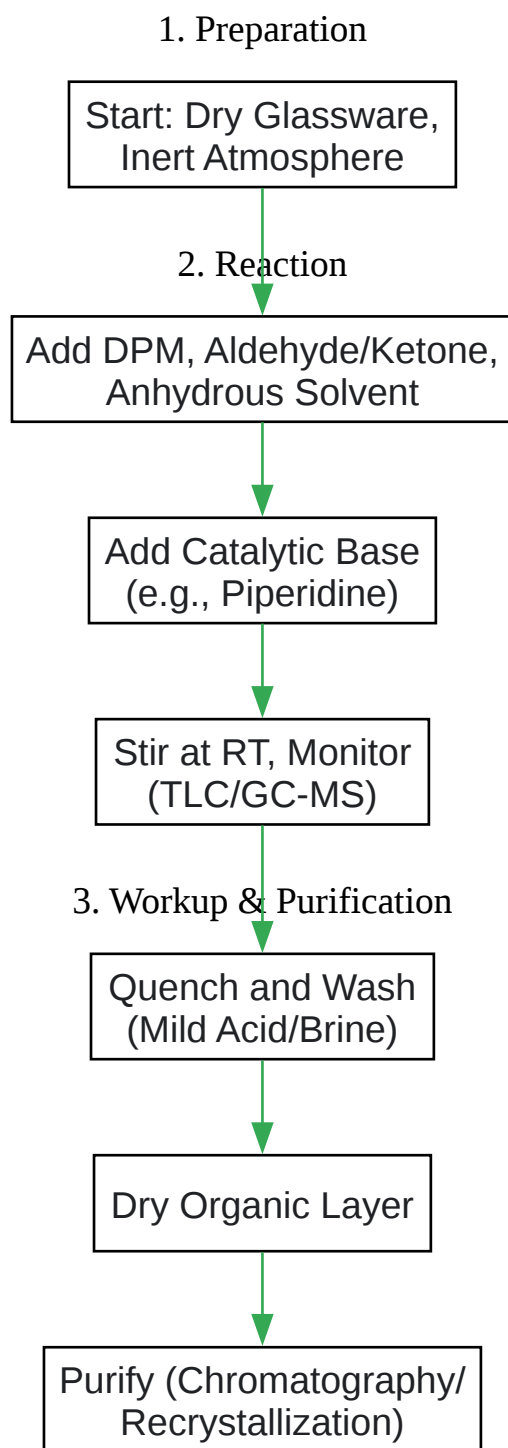 1. Preparation
Start: Dry Glassware,
Inert Atmosphere
2. Reaction
Add DPM, Aldehyde/Ketone,
Anhydrous Solvent
Add Catalytic Base
(e.g., Piperidine)
Stir at RT, Monitor
(TLC/GC-MS)
3. Workup & Purification
Quench and Wash
(Mild Acid/Brine)
Dry Organic Layer
Purify (Chromatography/
Recrystallization)